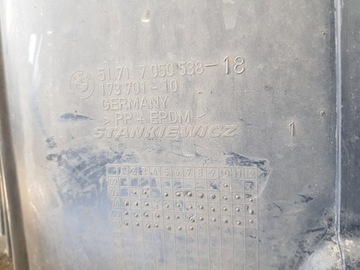 51.71 7 050 538-18
173 701-10
GERMANY
>PP+EPDM<
STANKIEWICZ
1